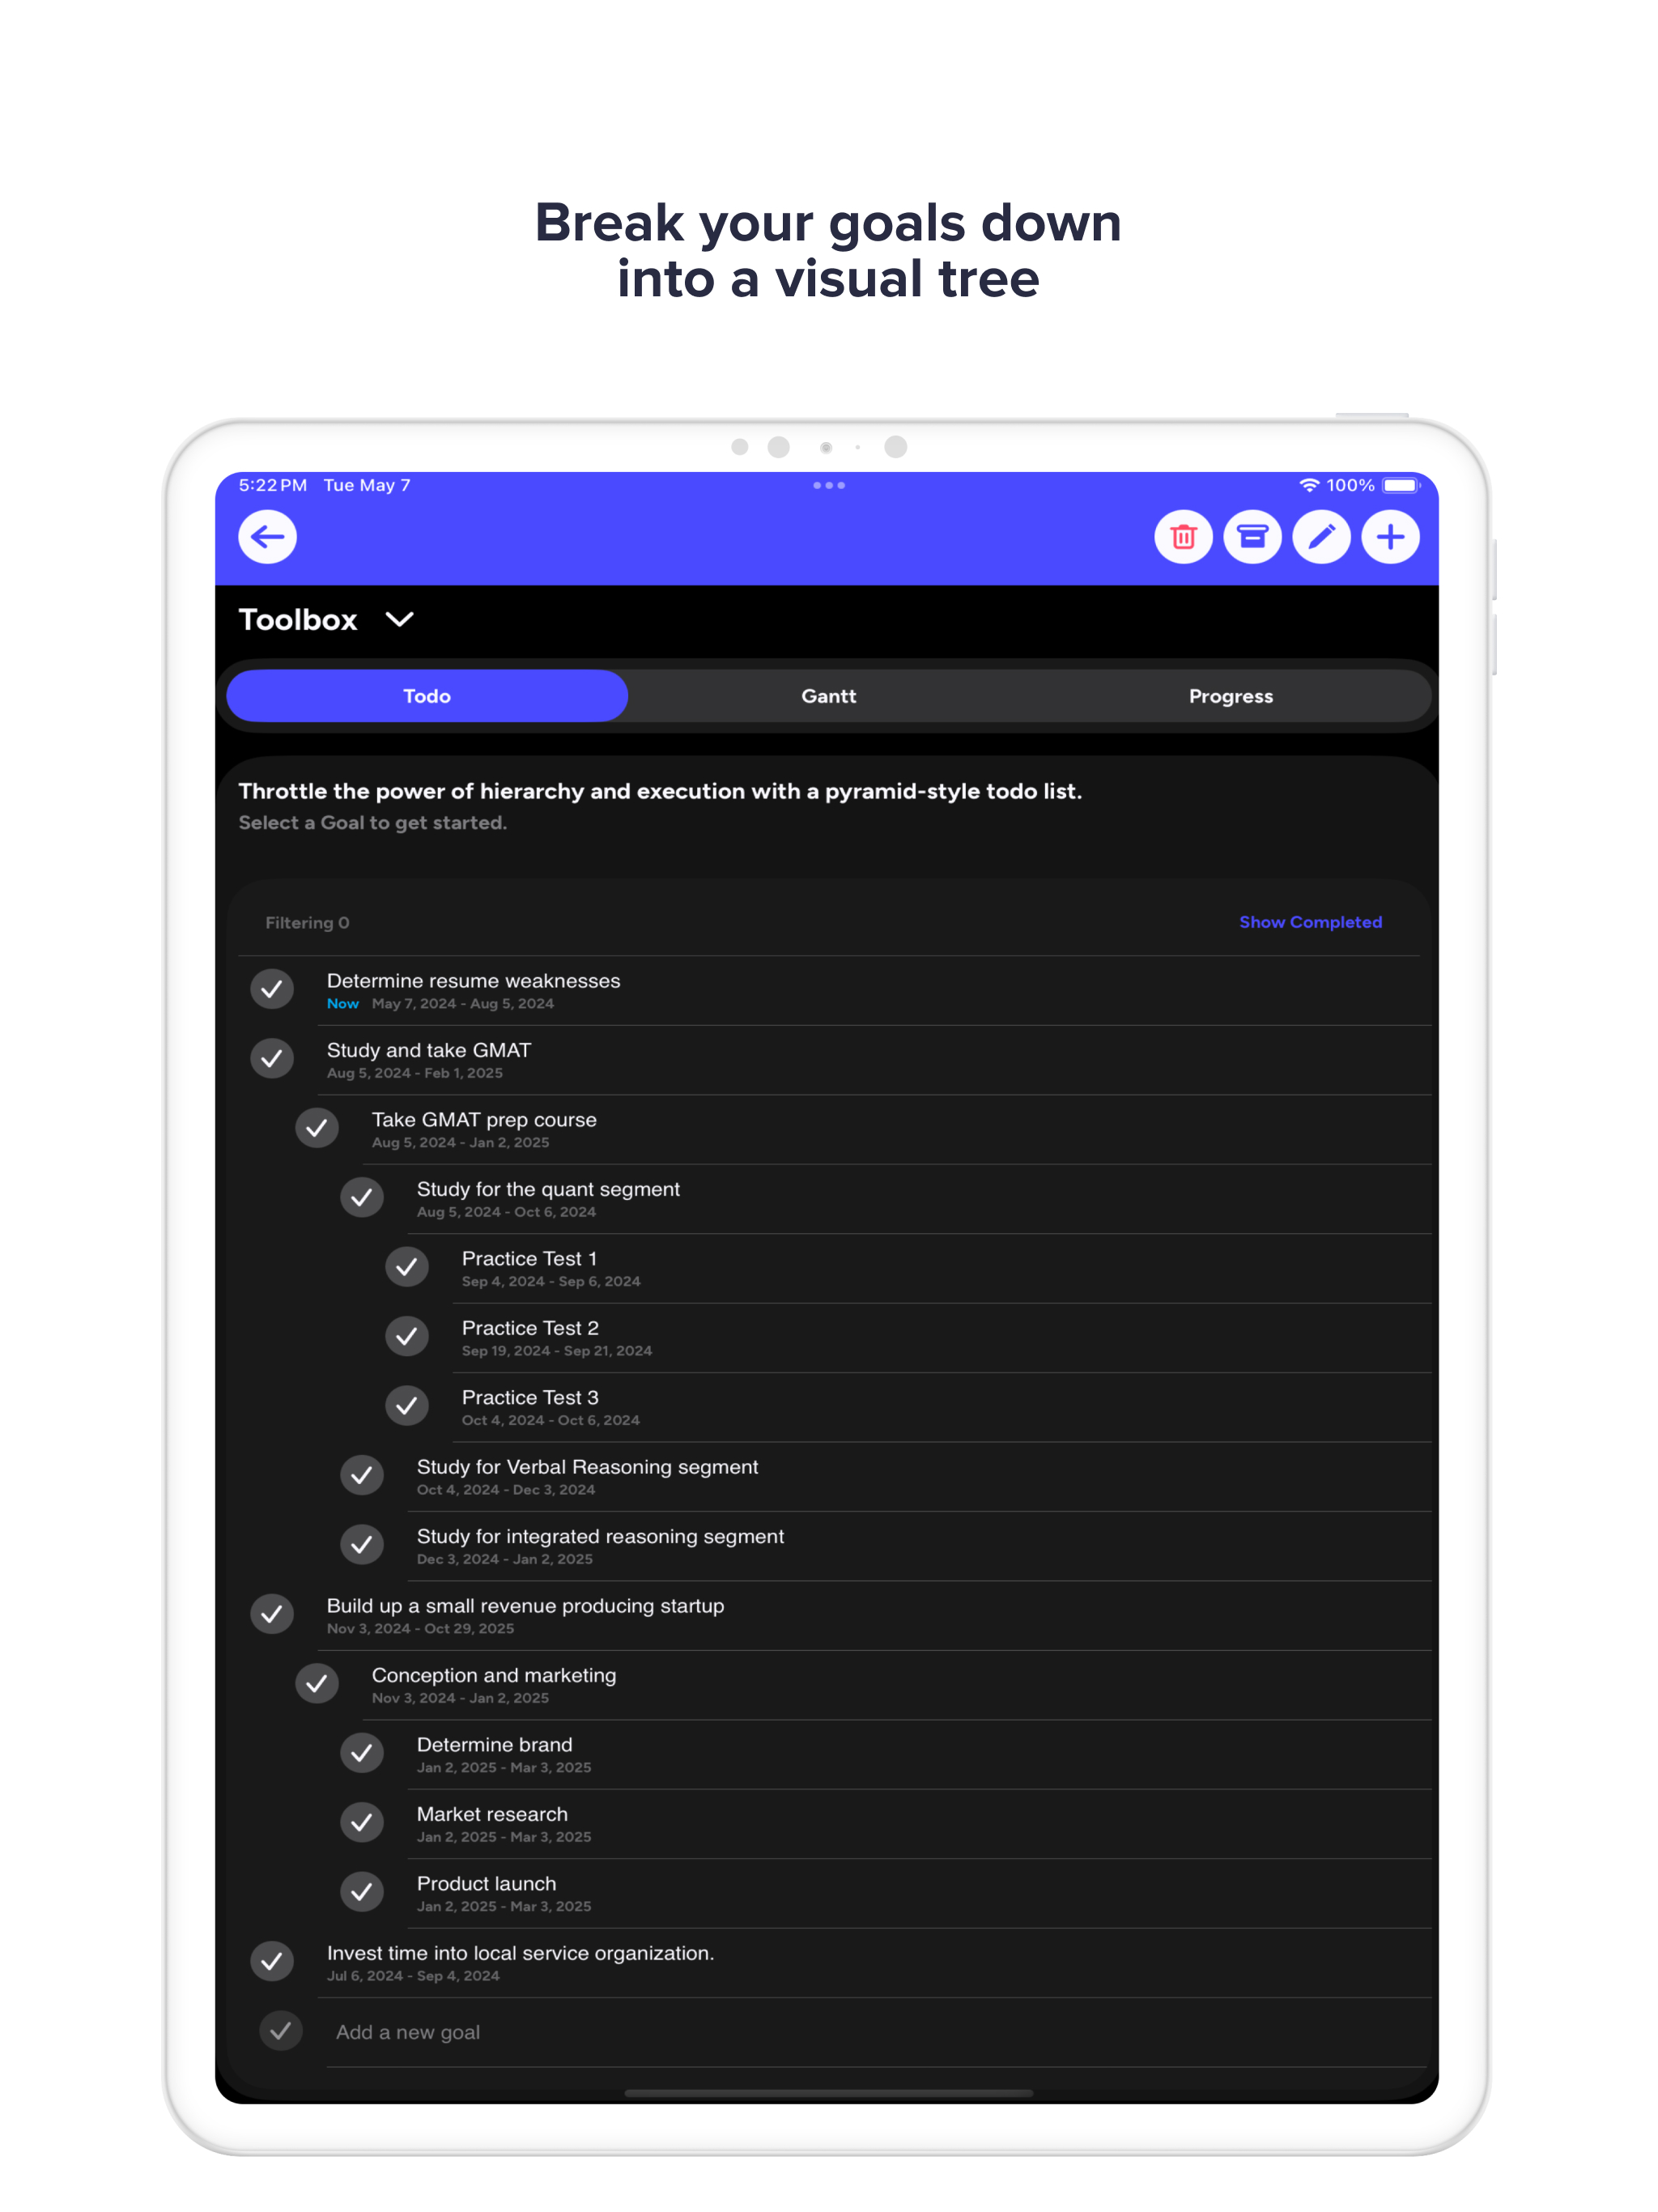 Break your goals down
into a visual tree
5:22 PM Tue May 7
100%
Toolbox
Todo Gantt Progress
Throttle the power of hierarchy and execution with a pyramid-style todo list.
Select a Goal to get started.
Filtering 0 Show Completed
Determine resume weaknesses
Now May 7, 2024 - Aug 5, 2024
Study and take GMAT
Aug 5, 2024 - Feb 1, 2025
Take GMAT prep course
Aug 5, 2024 - Jan 2, 2025
Study for the quant segment
Aug 5, 2024 - Oct 6, 2024
Practice Test 1
Sep 4, 2024 - Sep 6, 2024
Practice Test 2
Sep 19, 2024 - Sep 21, 2024
Practice Test 3
Oct 4, 2024 - Oct 6, 2024
Study for Verbal Reasoning segment
Oct 4, 2024 - Dec 3, 2024
Study for integrated reasoning segment
Dec 3, 2024 - Jan 2, 2025
Build up a small revenue producing startup
Nov 3, 2024 - Oct 29, 2025
Conception and marketing
Nov 3, 2024 - Jan 2, 2025
Determine brand
Jan 2, 2025 - Mar 3, 2025
Market research
Jan 2, 2025 - Mar 3, 2025
Product launch
Jan 2, 2025 - Mar 3, 2025
Invest time into local service organization.
Jul 6, 2024 - Sep 4, 2024
Add a new goal